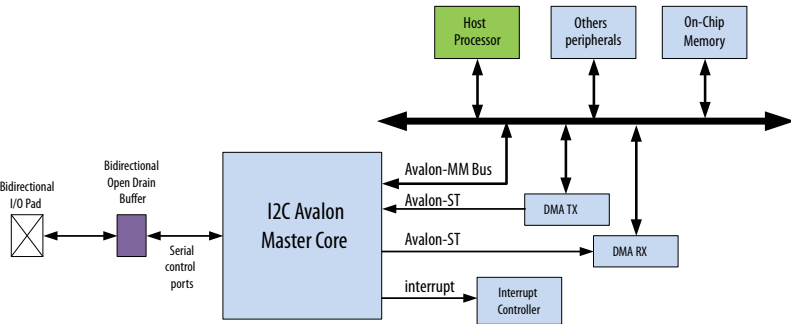 Host
Processor
Others
peripherals
On-Chip
Memory
Avalon-MM Bus
Bidirectional
Open Drain
Buffer
Bidirectional
I/O Pad
I2C Avalon
Master Core
Avalon-ST
DMA TX
Serial
control
ports
Avalon-ST
DMA RX
interrupt
Interrupt
Controller